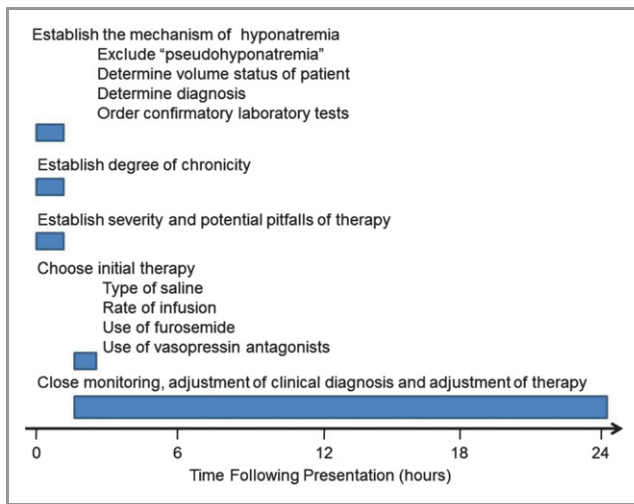 Establish the mechanism of hyponatremia
Exclude “pseudohyponatremia”
Determine volume status of patient
Determine diagnosis
Order confirmatory laboratory tests
Establish degree of chronicity
Establish severity and potential pitfalls of therapy
Choose initial therapy
Type of saline
Rate of infusion
Use of furosemide
Use of vasopressin antagonists
Close monitoring, adjustment of clinical diagnosis and adjustment of therapy
0 6 12 18 24
Time Following Presentation (hours)